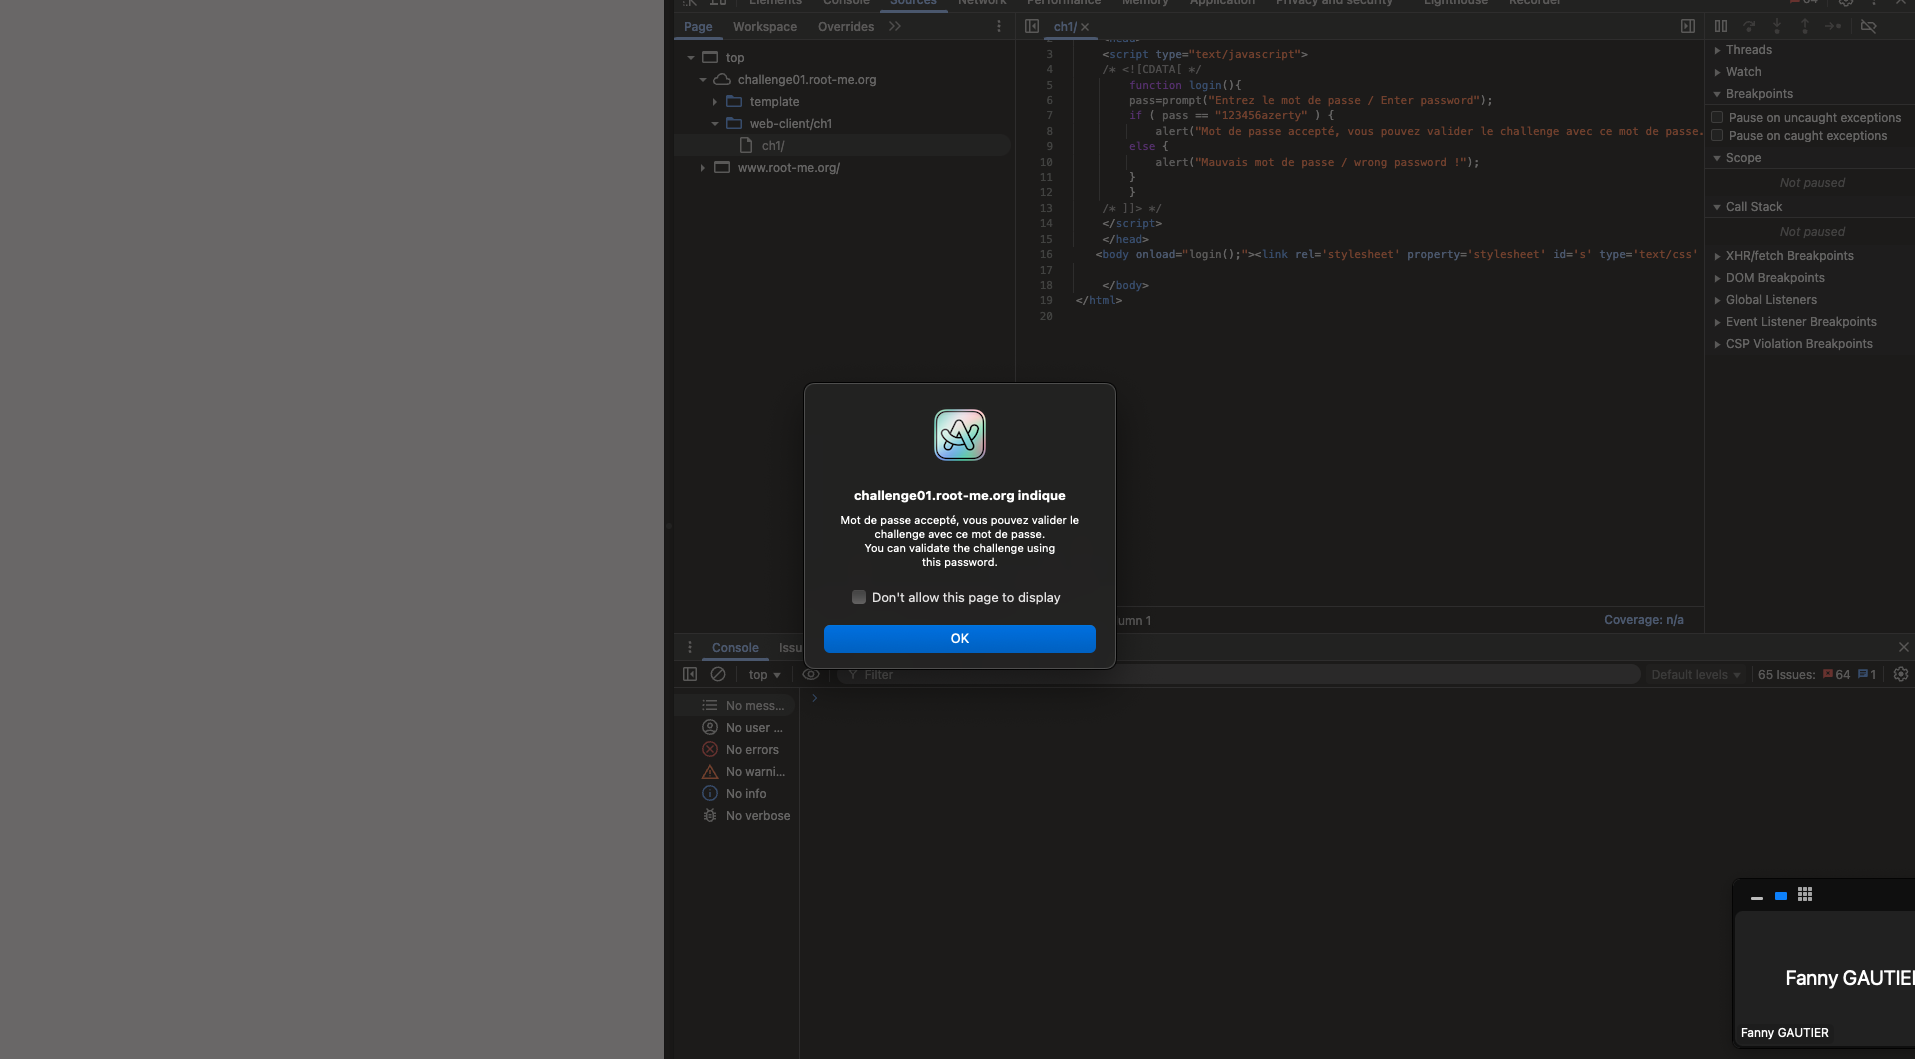 Elements Console Sources Network Performance Memory Application Privacy and security Lighthouse Recorder 64
Page Workspace Overrides
ch1/
top
challenge01.root-me.org
template
web-client/ch1
ch1/
www.root-me.org/
2 <head>
3 <script type="text/javascript">
4 /* <![CDATA[ */
5 function login(){
6 pass=prompt("Entrez le mot de passe / Enter password");
7 if ( pass == "123456azerty" ) {
8 alert("Mot de passe accepté, vous pouvez valider le challenge avec ce mot de passe.
9 else {
10 alert("Mauvais mot de passe / wrong password !");
11 }
12 }
13 /* ]]> */
14 </script>
15 </head>
16 <body onload="login();"><link rel='stylesheet' property='stylesheet' id='s' type='text/css'
17
18 </body>
19 </html>
20
Threads
Watch
Breakpoints
Pause on uncaught exceptions
Pause on caught exceptions
Scope
Not paused
Call Stack
Not paused
XHR/fetch Breakpoints
DOM Breakpoints
Global Listeners
Event Listener Breakpoints
CSP Violation Breakpoints
challenge01.root-me.org indique
Mot de passe accepté, vous pouvez valider le
challenge avec ce mot de passe.
You can validate the challenge using
this password.
Don't allow this page to display
OK
umn 1
Coverage: n/a
Console Issu
top
Filter
Default levels
65 Issues: 64 1
No mess...
No user ...
No errors
No warni...
No info
No verbose
Fanny GAUTIE
Fanny GAUTIER